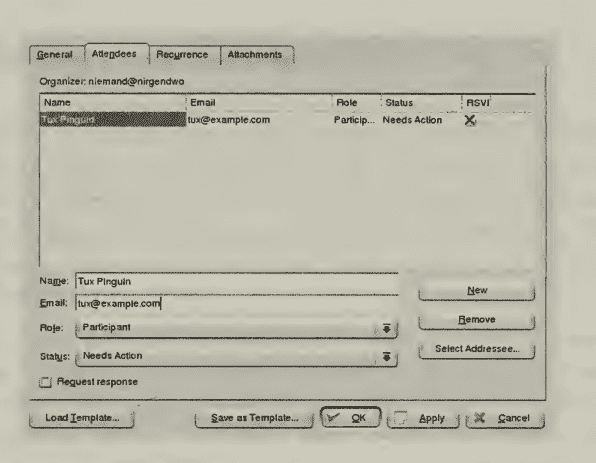 General Attendees Recurrence Attachments
Organizer: niemand@nirgendwo
Name Email Role Status RSVI
Tux Pinguin tux@example.com Particip... Needs Action
Name: Tux Pinguin
Email: tux@example.com
Role: Participant
Status: Needs Action
Request response
New
Remove
Select Addressee...
Load Template... Save as Template... OK Apply Cancel